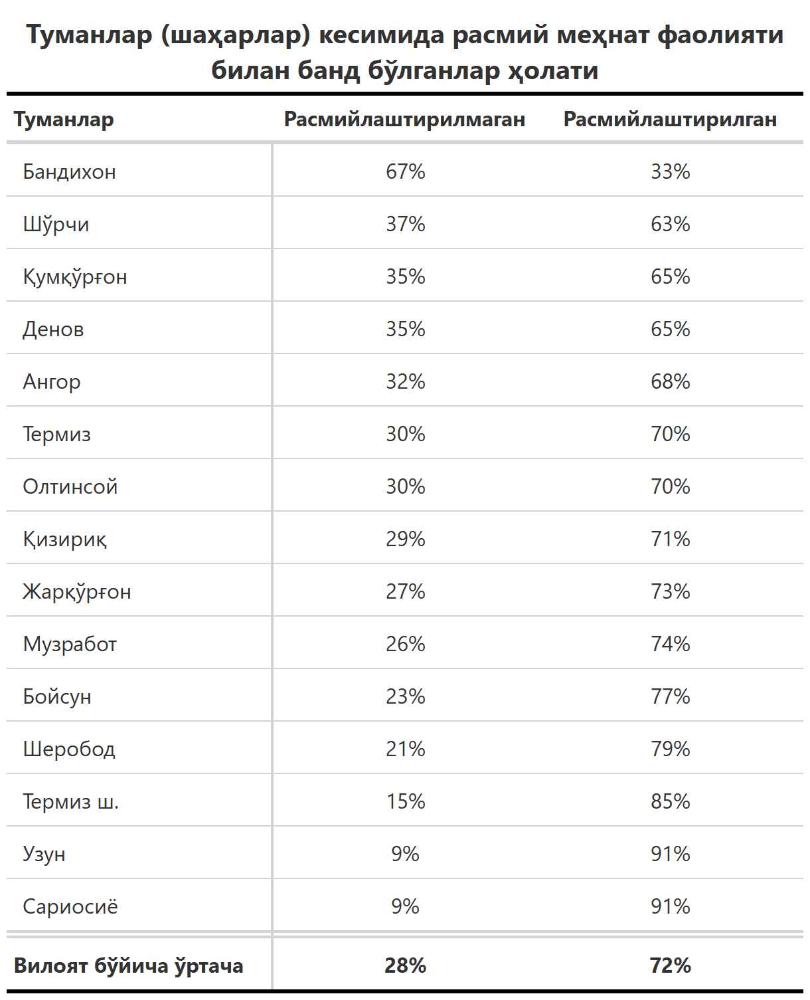 Туманлар (шаҳарлар) кесимида расмий меҳнат фаолияти
билан банд бўлганлар ҳолати
Туманлар Расмийлаштирилмаган Расмийлаштирилган
Бандихон 67% 33%
Шўрчи 37% 63%
Қумқўрғон 35% 65%
Денов 35% 65%
Ангор 32% 68%
Термиз 30% 70%
Олтинсой 30% 70%
Қизириқ 29% 71%
Жарқўрғон 27% 73%
Музработ 26% 74%
Бойсун 23% 77%
Шеробод 21% 79%
Термиз ш. 15% 85%
Узун 9% 91%
Сариосиё 9% 91%
Вилоят бўйича ўртача 28% 72%